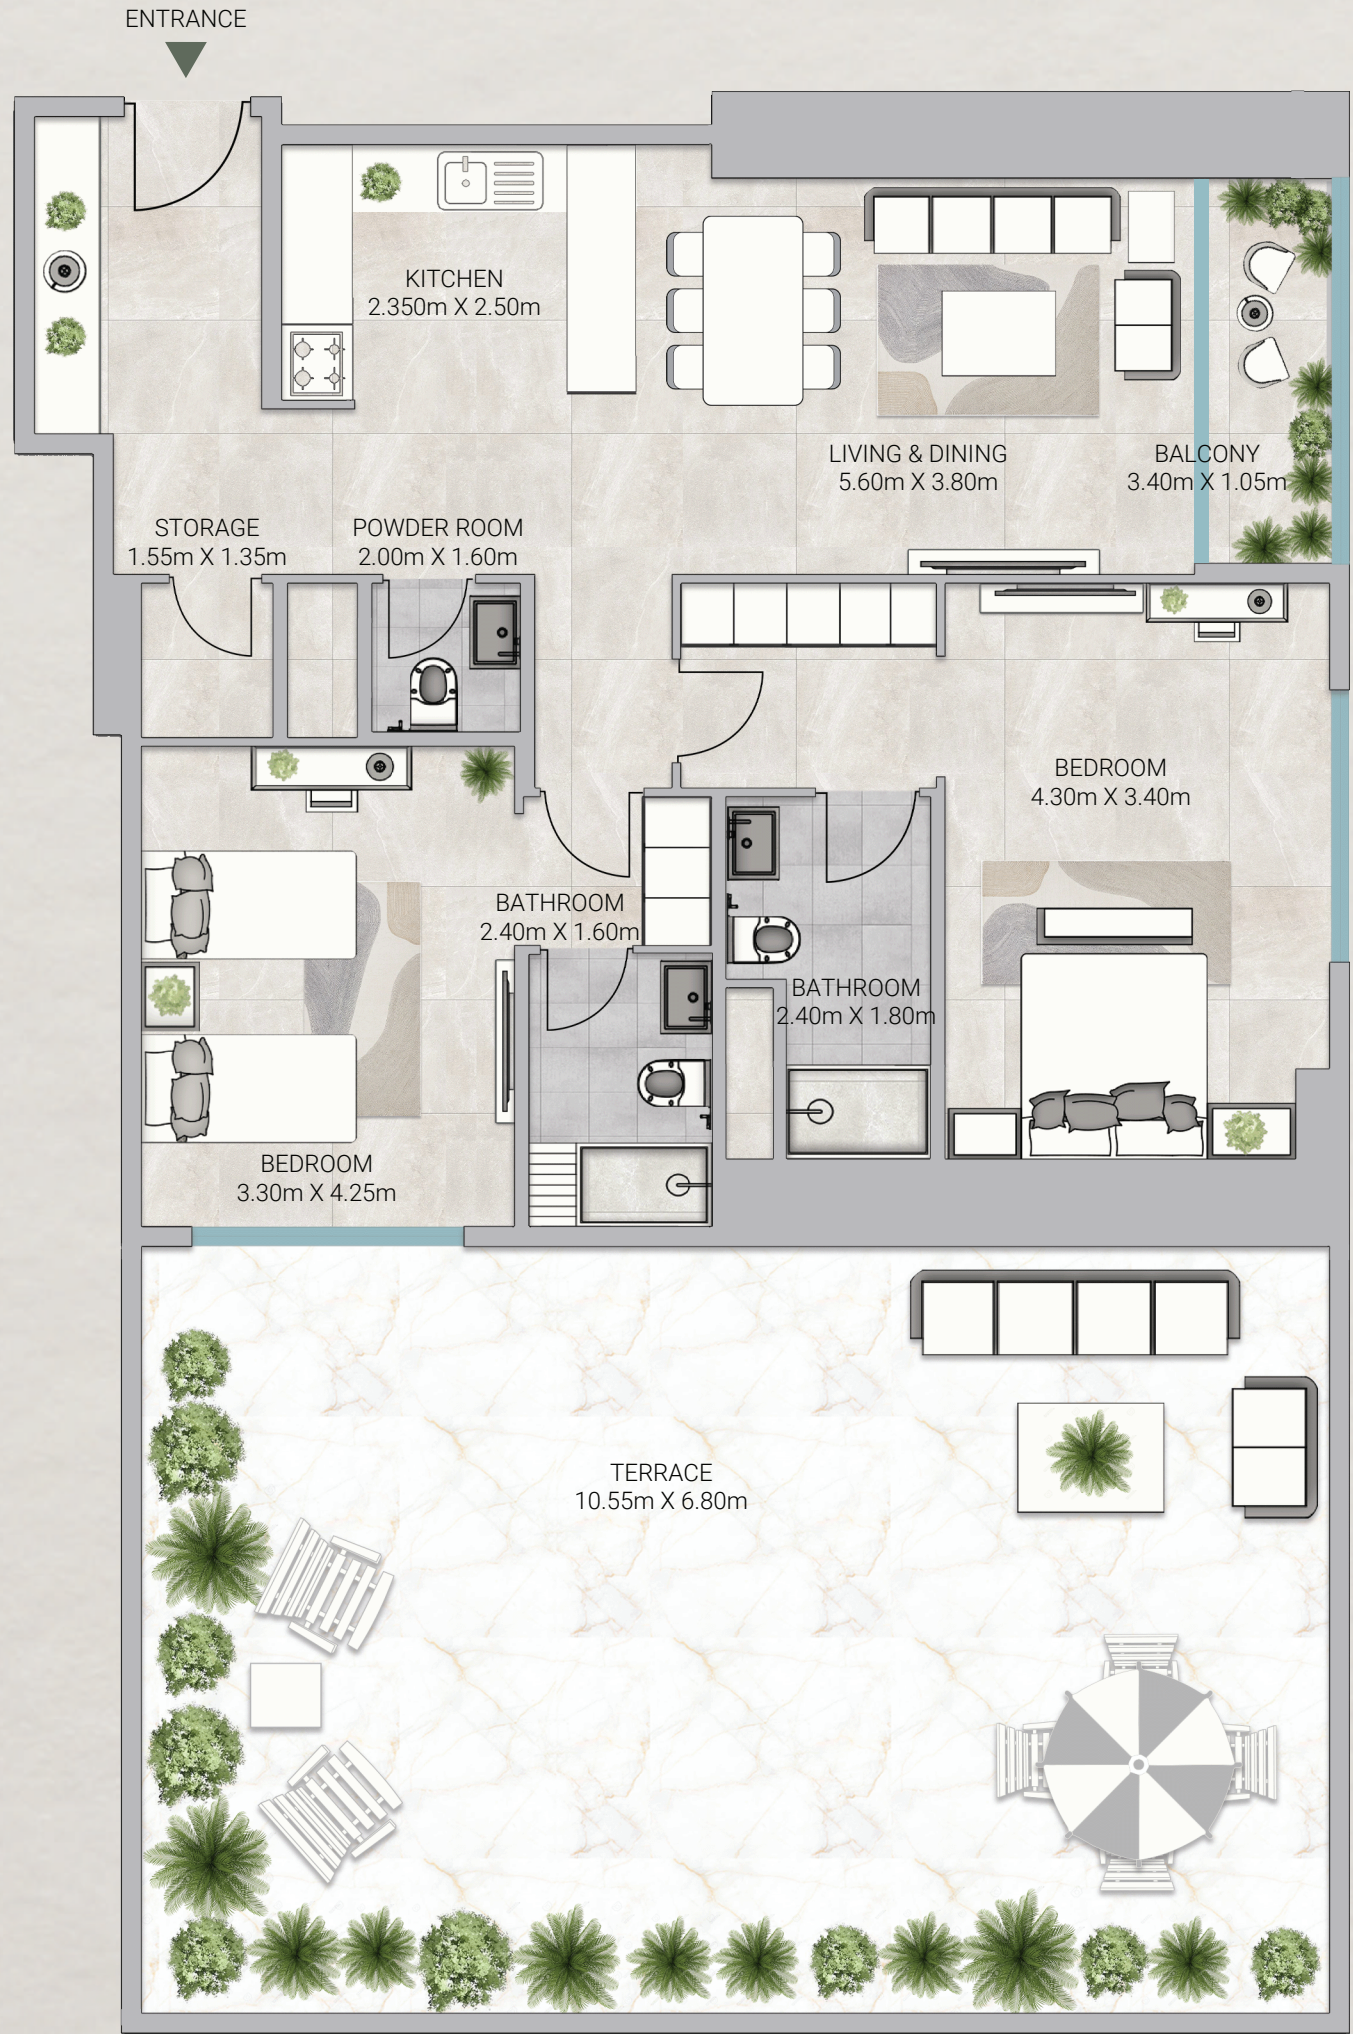 ENTRANCE
KITCHEN
2.350m X 2.50m
LIVING & DINING
5.60m X 3.80m
BALCONY
3.40m X 1.05m
STORAGE
1.55m X 1.35m
POWDER ROOM
2.00m X 1.60m
BEDROOM
4.30m X 3.40m
BATHROOM
2.40m X 1.60m
BATHROOM
2.40m X 1.80m
BEDROOM
3.30m X 4.25m
TERRACE
10.55m X 6.80m